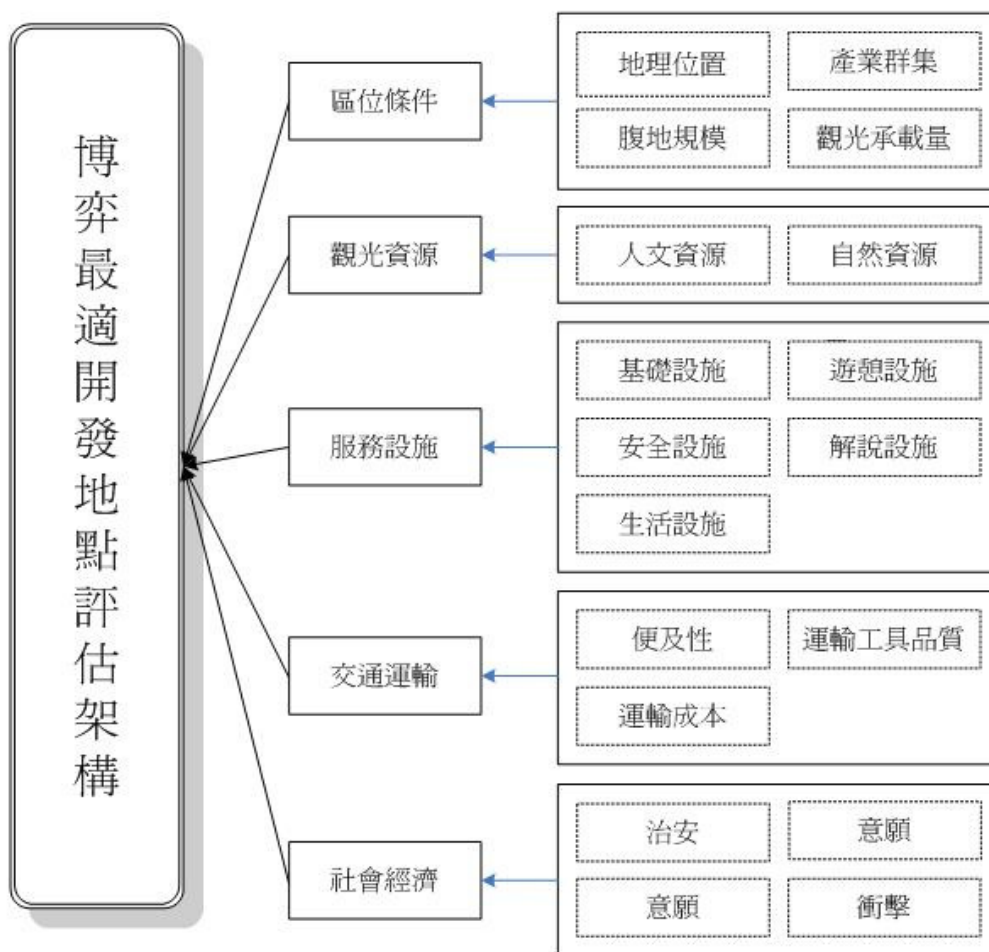 博弈最適開發地點評估架構
區位條件
地理位置
產業群集
腹地規模
觀光承載量
觀光資源
人文資源
自然資源
服務設施
基礎設施
遊憩設施
安全設施
解說設施
生活設施
交通運輸
便及性
運輸工具品質
運輸成本
社會經濟
治安
意願
意願
衝擊